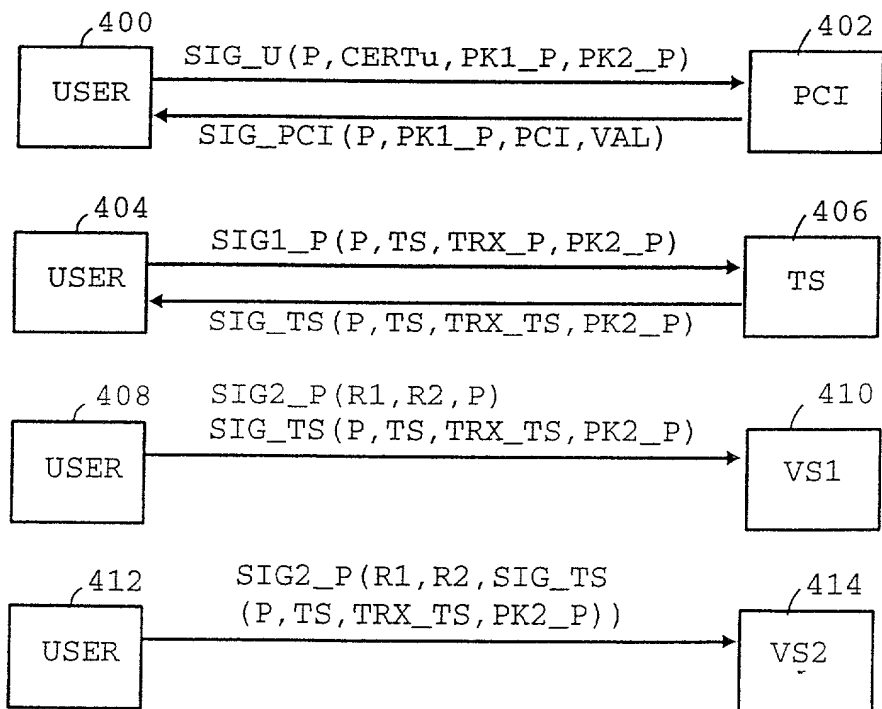 400
402
SIG_U(P,CERTu,PK1_P,PK2_P)
USER
PCI
SIG_PCI(P,PK1_P,PCI,VAL)
404
406
SIG1_P(P,TS,TRX_P,PK2_P)
USER
TS
SIG_TS(P,TS,TRX_TS,PK2_P)
408
410
SIG2_P(R1,R2,P)
SIG_TS(P,TS,TRX_TS,PK2_P)
USER
VS1
412
414
SIG2_P(R1,R2,SIG_TS
(P,TS,TRX_TS,PK2_P))
USER
VS2